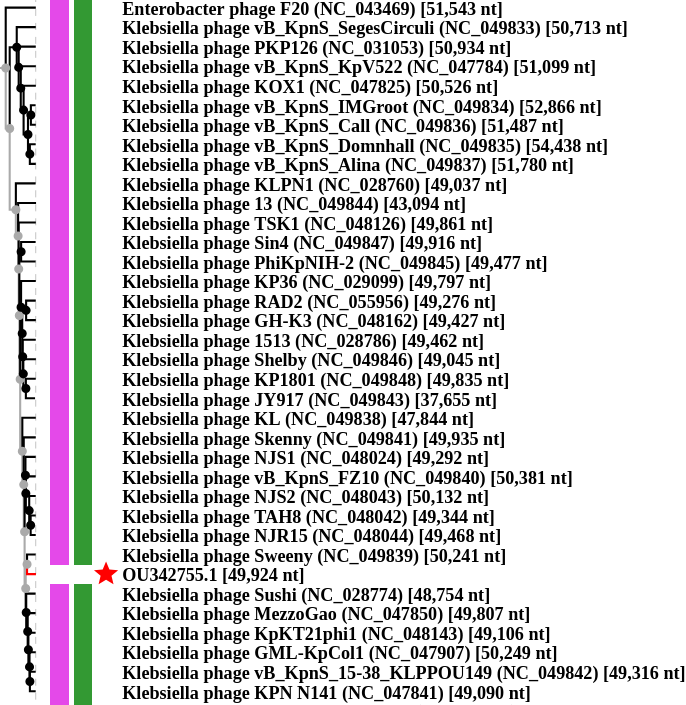 Enterobacter phage F20 (NC_043469) [51,543 nt]
Klebsiella phage vB_KpnS_SegesCirculi (NC_049833) [50,713 nt]
Klebsiella phage PKP126 (NC_031053) [50,934 nt]
Klebsiella phage vB_KpnS_KpV522 (NC_047784) [51,099 nt]
Klebsiella phage KOX1 (NC_047825) [50,526 nt]
Klebsiella phage vB_KpnS_IMGroot (NC_049834) [52,866 nt]
Klebsiella phage vB_KpnS_Call (NC_049836) [51,487 nt]
Klebsiella phage vB_KpnS_Domnhall (NC_049835) [54,438 nt]
Klebsiella phage vB_KpnS_Alina (NC_049837) [51,780 nt]
Klebsiella phage KLPN1 (NC_028760) [49,037 nt]
Klebsiella phage 13 (NC_049844) [43,094 nt]
Klebsiella phage TSK1 (NC_048126) [49,861 nt]
Klebsiella phage Sin4 (NC_049847) [49,916 nt]
Klebsiella phage PhiKpNIH-2 (NC_049845) [49,477 nt]
Klebsiella phage KP36 (NC_029099) [49,797 nt]
Klebsiella phage RAD2 (NC_055956) [49,276 nt]
Klebsiella phage GH-K3 (NC_048162) [49,427 nt]
Klebsiella phage 1513 (NC_028786) [49,462 nt]
Klebsiella phage Shelby (NC_049846) [49,045 nt]
Klebsiella phage KP1801 (NC_049848) [49,835 nt]
Klebsiella phage JY917 (NC_049843) [37,655 nt]
Klebsiella phage KL (NC_049838) [47,844 nt]
Klebsiella phage Skenny (NC_049841) [49,935 nt]
Klebsiella phage NJS1 (NC_048024) [49,292 nt]
Klebsiella phage vB_KpnS_FZ10 (NC_049840) [50,381 nt]
Klebsiella phage NJS2 (NC_048043) [50,132 nt]
Klebsiella phage TAH8 (NC_048042) [49,344 nt]
Klebsiella phage NJR15 (NC_048044) [49,468 nt]
Klebsiella phage Sweeny (NC_049839) [50,241 nt]
OU342755.1 [49,924 nt]
Klebsiella phage Sushi (NC_028774) [48,754 nt]
Klebsiella phage MezzoGao (NC_047850) [49,807 nt]
Klebsiella phage KpKT21phi1 (NC_048143) [49,106 nt]
Klebsiella phage GML-KpCol1 (NC_047907) [50,249 nt]
Klebsiella phage vB_KpnS_15-38_KLPPOU149 (NC_049842) [49,316 nt]
Klebsiella phage KPN N141 (NC_047841) [49,090 nt]